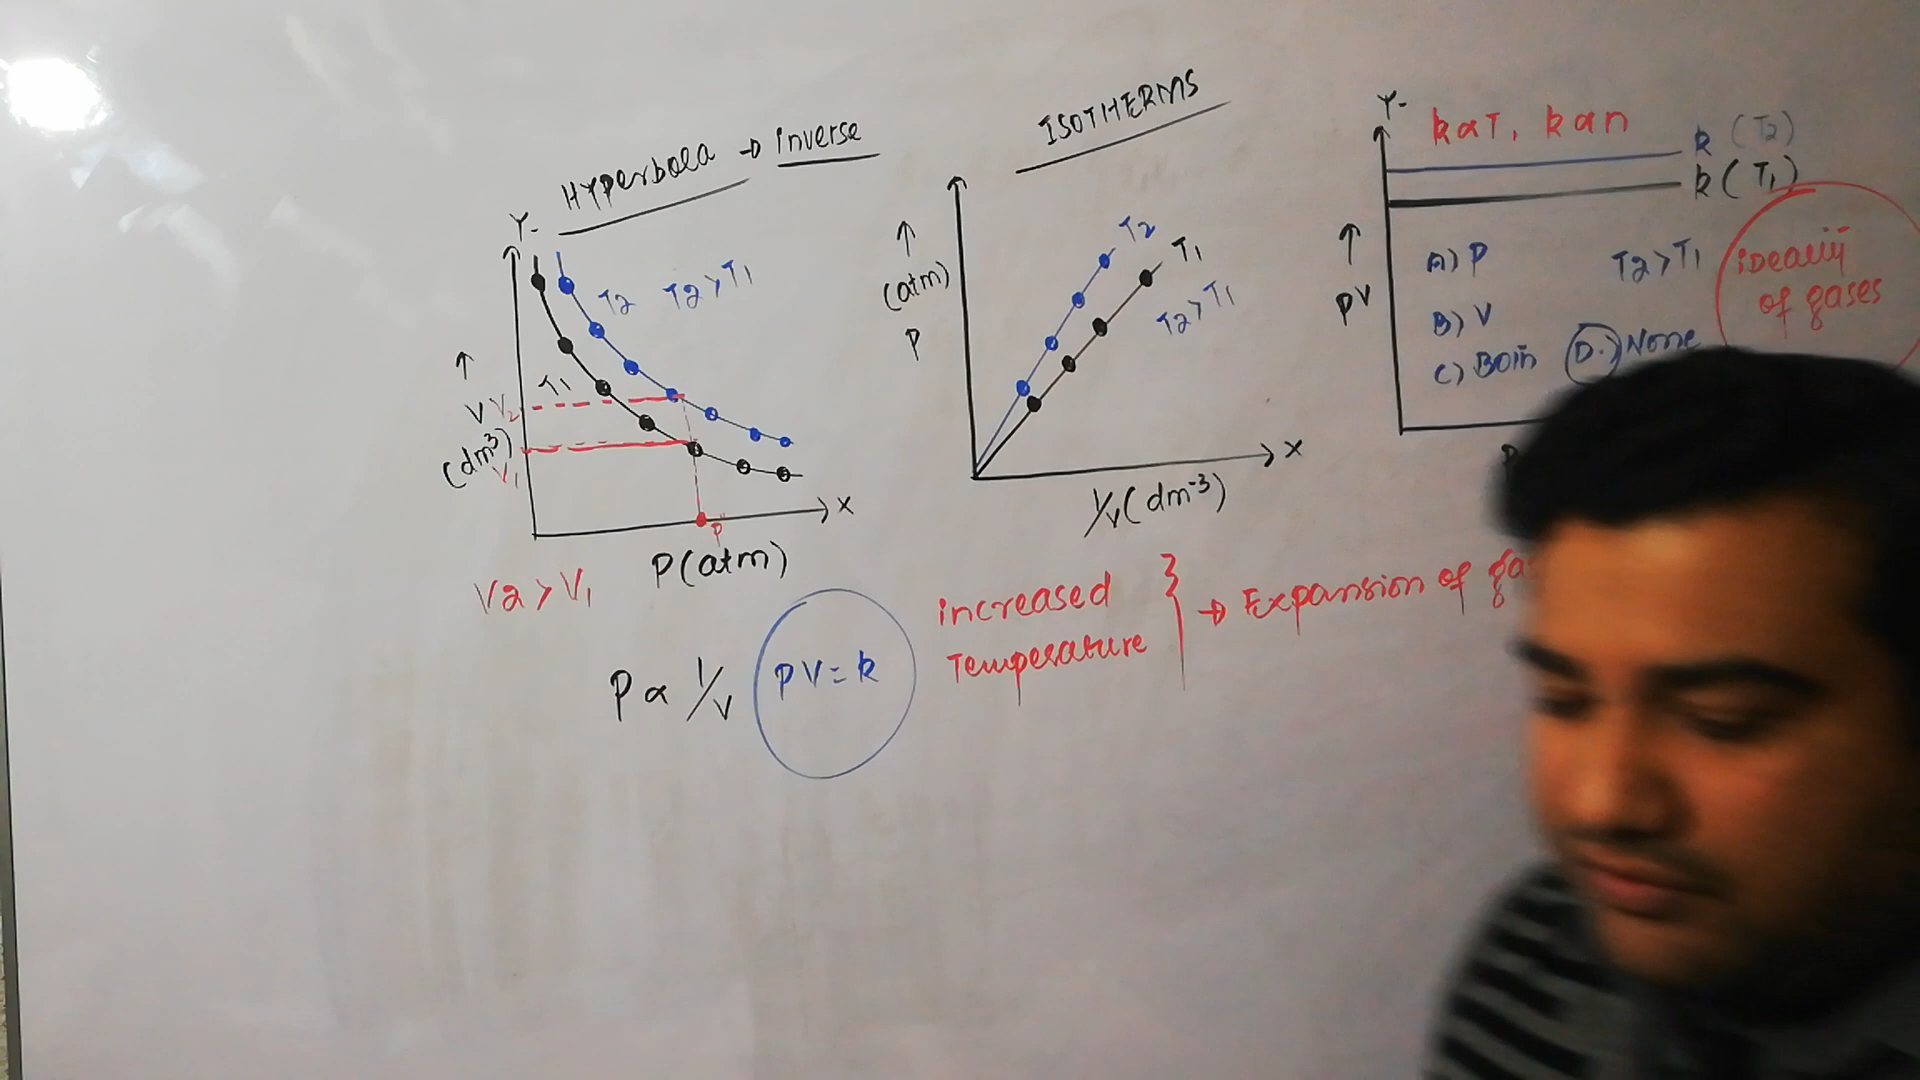 HYPerbola → inverse
Y-
T2 T2 > T1
T1
↑
V V2
(dm³)
V1
X
P
P(atm)
V2 > V1
P ∝ 1/V PV = k
ISOTHERMS
↑
(atm)
P
T2
T1
T2 > T1
X
1/V (dm⁻³)
increased
Temperature } → Expansion of
Y-
k ∝ T, k ∝ n
k (T2)
k (T1)
↑
PV
A) P T2 > T1
B) V
C) Both D.) None
of gases